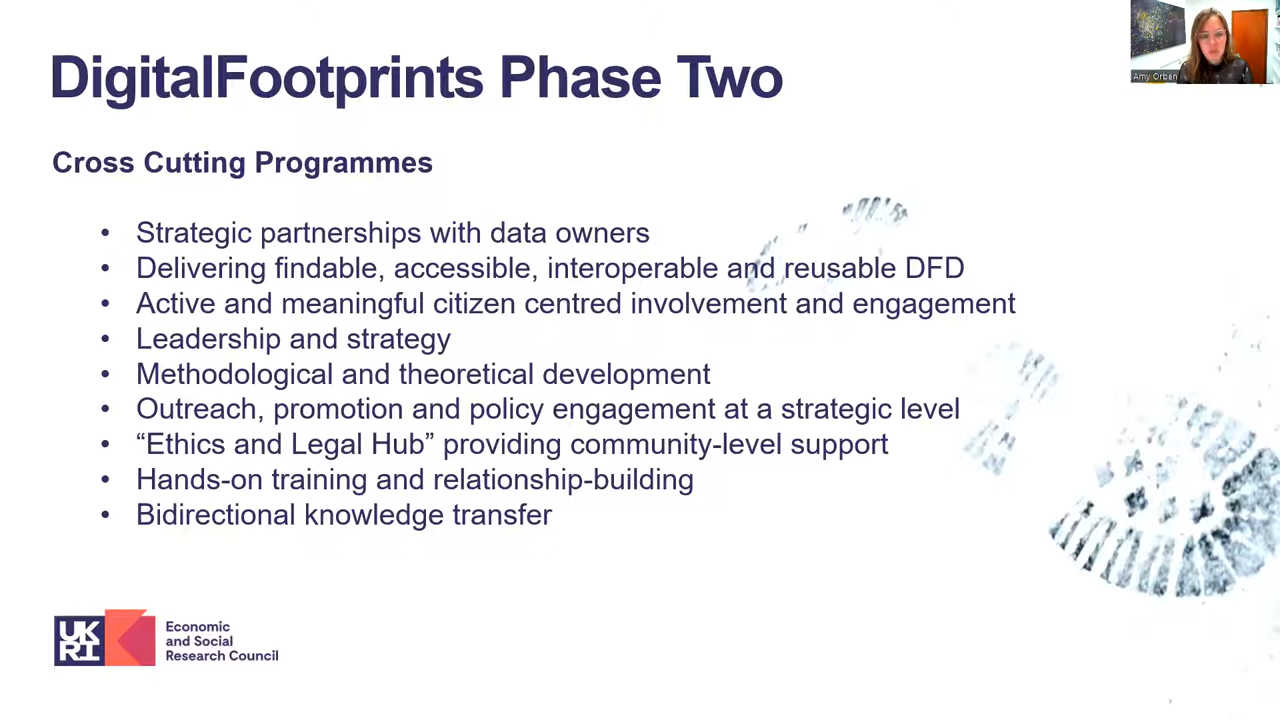 DigitalFootprints Phase Two
Amy Orben
Cross Cutting Programmes
• Strategic partnerships with data owners
• Delivering findable, accessible, interoperable and reusable DFD
• Active and meaningful citizen centred involvement and engagement
• Leadership and strategy
• Methodological and theoretical development
• Outreach, promotion and policy engagement at a strategic level
• “Ethics and Legal Hub” providing community-level support
• Hands-on training and relationship-building
• Bidirectional knowledge transfer
UK
RI
Economic
and Social
Research Council